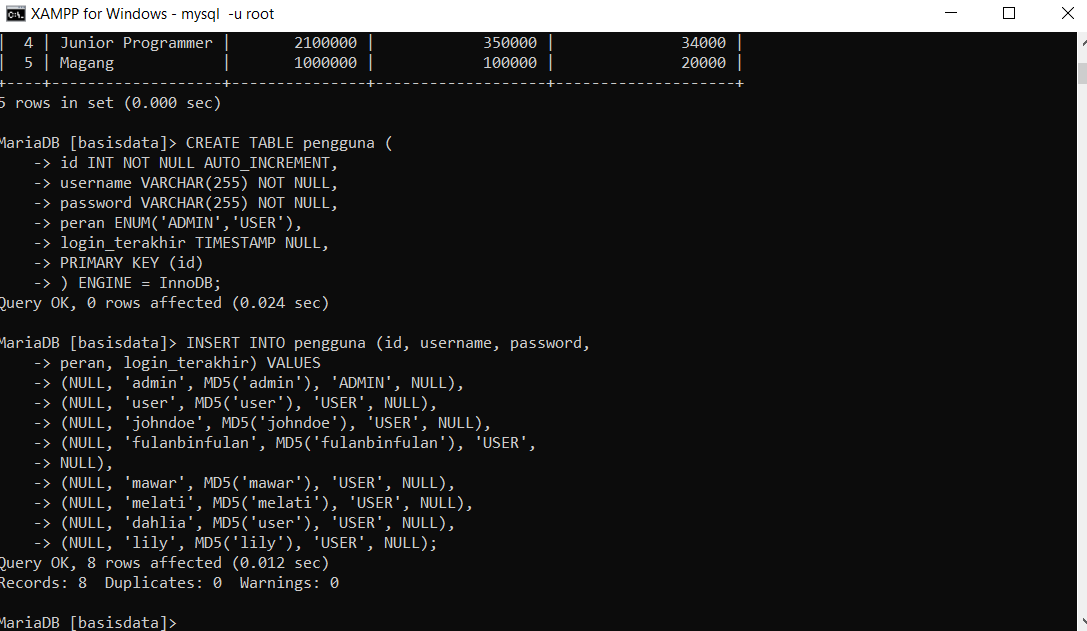 XAMPP for Windows - mysql  -u root
|  4 | Junior Programmer |       2100000 |            350000 |              34000 |
|  5 | Magang            |       1000000 |            100000 |              20000 |
+----+-------------------+---------------+-------------------+--------------------+
5 rows in set (0.000 sec)
MariaDB [basisdata]> CREATE TABLE pengguna (
    -> id INT NOT NULL AUTO_INCREMENT,
    -> username VARCHAR(255) NOT NULL,
    -> password VARCHAR(255) NOT NULL,
    -> peran ENUM('ADMIN','USER'),
    -> login_terakhir TIMESTAMP NULL,
    -> PRIMARY KEY (id)
    -> ) ENGINE = InnoDB;
Query OK, 0 rows affected (0.024 sec)
MariaDB [basisdata]> INSERT INTO pengguna (id, username, password,
    -> peran, login_terakhir) VALUES
    -> (NULL, 'admin', MD5('admin'), 'ADMIN', NULL),
    -> (NULL, 'user', MD5('user'), 'USER', NULL),
    -> (NULL, 'johndoe', MD5('johndoe'), 'USER', NULL),
    -> (NULL, 'fulanbinfulan', MD5('fulanbinfulan'), 'USER',
    -> NULL),
    -> (NULL, 'mawar', MD5('mawar'), 'USER', NULL),
    -> (NULL, 'melati', MD5('melati'), 'USER', NULL),
    -> (NULL, 'dahlia', MD5('user'), 'USER', NULL),
    -> (NULL, 'lily', MD5('lily'), 'USER', NULL);
Query OK, 8 rows affected (0.012 sec)
Records: 8  Duplicates: 0  Warnings: 0
MariaDB [basisdata]>